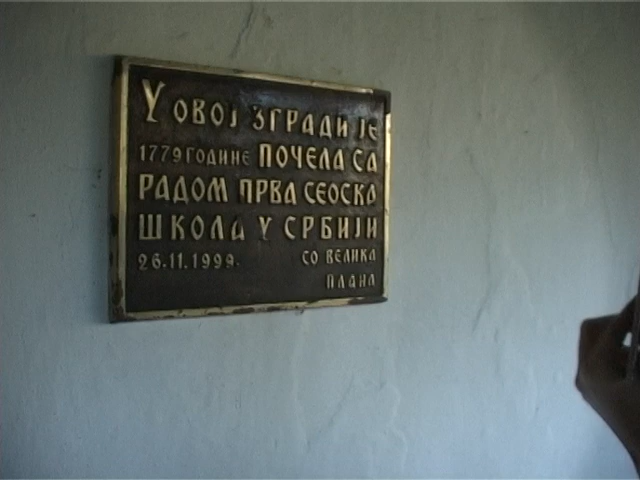 У овој згради је
1779 године почела са
радом прва сеоска
школа у Србији
26.11.1999. СО Велика
Плана